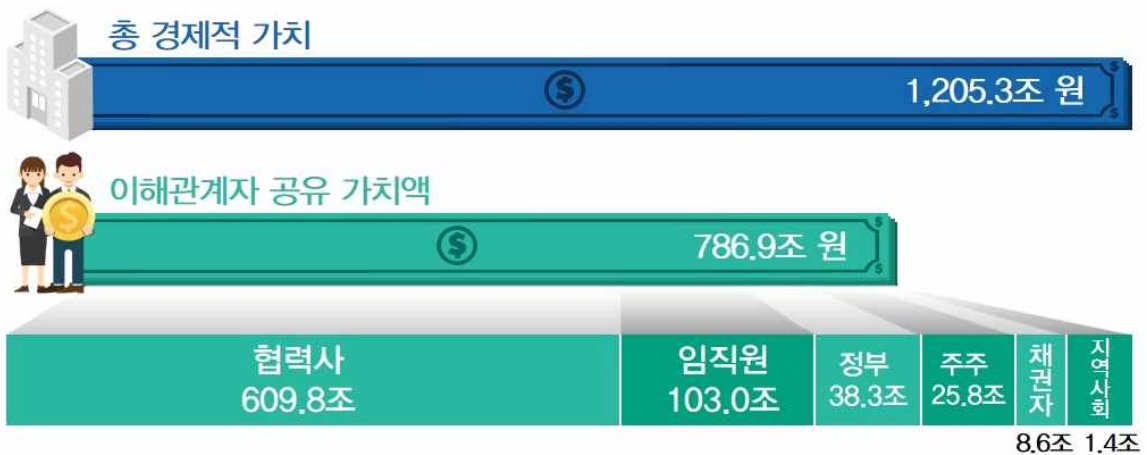 총 경제적 가치
$
1,205.3조 원
$
$
이해관계자 공유 가치액
$
$
786.9조 원
$
$
협력사
609.8조
임직원
103.0조
정부
38.3조
주주
25.8조
채권자
8.6조
지역사회
1.4조